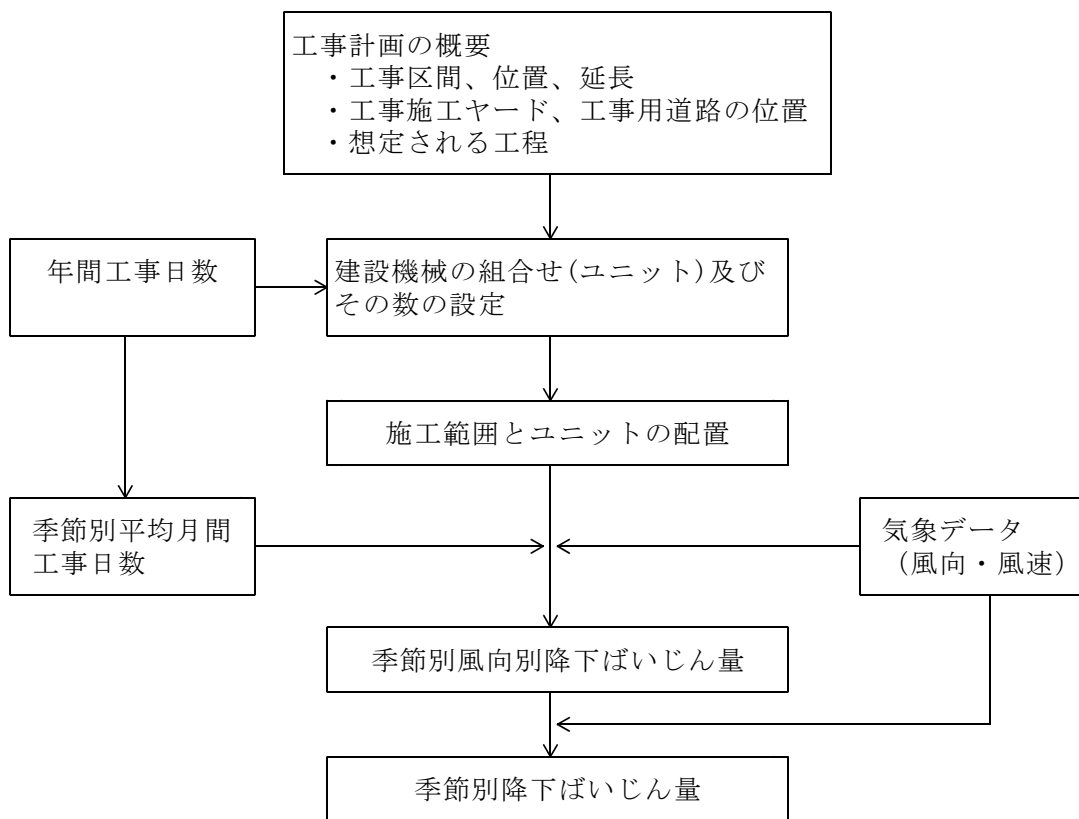 工事計画の概要
・工事区間、位置、延長
・工事施工ヤード、工事用道路の位置
・想定される工程
年間工事日数
建設機械の組合せ(ユニット)及び
その数の設定
施工範囲とユニットの配置
季節別平均月間
工事日数
気象データ
（風向・風速）
季節別風向別降下ばいじん量
季節別降下ばいじん量